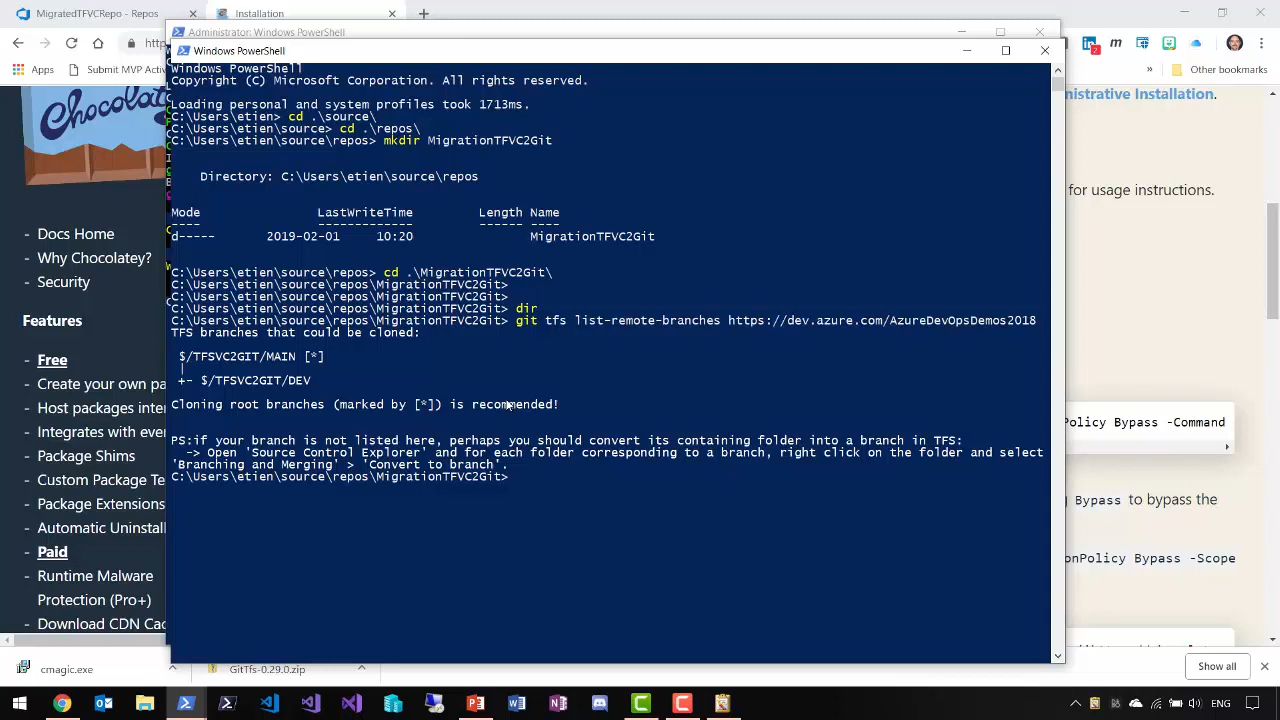 MigratedTFVCRepo - Repos
Installation
http
Apps
Submit MVP Activ
Other bookmarks
Administrator: Windows PowerShell
Windows PowerShell
Windows PowerShell
Copyright (C) Microsoft Corporation. All rights reserved.
Loading personal and system profiles took 1713ms.
C:\Users\etien> cd .\source\
C:\Users\etien\source> cd .\repos\
C:\Users\etien\source\repos> mkdir MigrationTFVC2Git
Directory: C:\Users\etien\source\repos
Mode LastWriteTime Length Name
---- ------------- ------ ----
d----- 2019-02-01 10:20 MigrationTFVC2Git
C:\Users\etien\source\repos> cd .\MigrationTFVC2Git\
C:\Users\etien\source\repos\MigrationTFVC2Git>
C:\Users\etien\source\repos\MigrationTFVC2Git>
C:\Users\etien\source\repos\MigrationTFVC2Git> dir
C:\Users\etien\source\repos\MigrationTFVC2Git> git tfs list-remote-branches https://dev.azure.com/AzureDevOpsDemos2018
TFS branches that could be cloned:
$/TFSVC2GIT/MAIN [*]
|
+- $/TFSVC2GIT/DEV
Cloning root branches (marked by [*]) is recomended!
PS:if your branch is not listed here, perhaps you should convert its containing folder into a branch in TFS:
-> Open 'Source Control Explorer' and for each folder corresponding to a branch, right click on the folder and select
'Branching and Merging' > 'Convert to branch'.
C:\Users\etien\source\repos\MigrationTFVC2Git>
Chocolate
Docs Home
Why Chocolatey?
Security
Features
- Free
- Create your own pa
- Host packages inter
- Integrates with ever
- Package Shims
- Custom Package Te
- Package Extensions
- Automatic Uninstal
- Paid
- Runtime Malware
Protection (Pro+)
- Download CDN Cac
nistrative Installation.
for usage instructions.
Policy Bypass -Command
Bypass to bypass the
onPolicy Bypass -Scope
cmagic.exe
GitTfs-0.29.0.zip
Show all
2
ENG